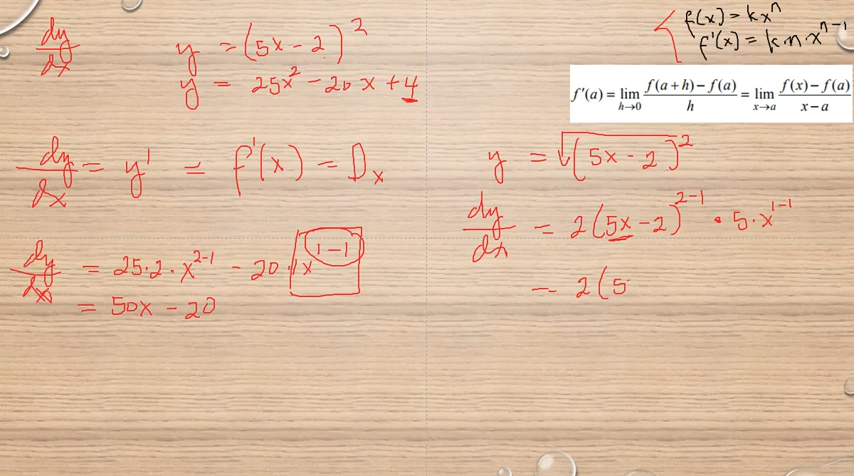 dy/dx
y = (5x - 2)^2
y = 25x^2 - 20x + 4
dy/dx = y' = f'(x) = Dx
dy/dx = 25·2·x^{2-1} - 20·1x^{1-1}
= 50x - 20
f(x) = kx^n
f'(x) = k n x^{n-1}
f'(a) = lim_{h→0} (f(a+h) - f(a))/h = lim_{x→a} (f(x) - f(a))/(x - a)
y = √(5x - 2)^2
dy/dx = 2(5x - 2)^{2-1} · 5·x^{1-1}
= 2(5